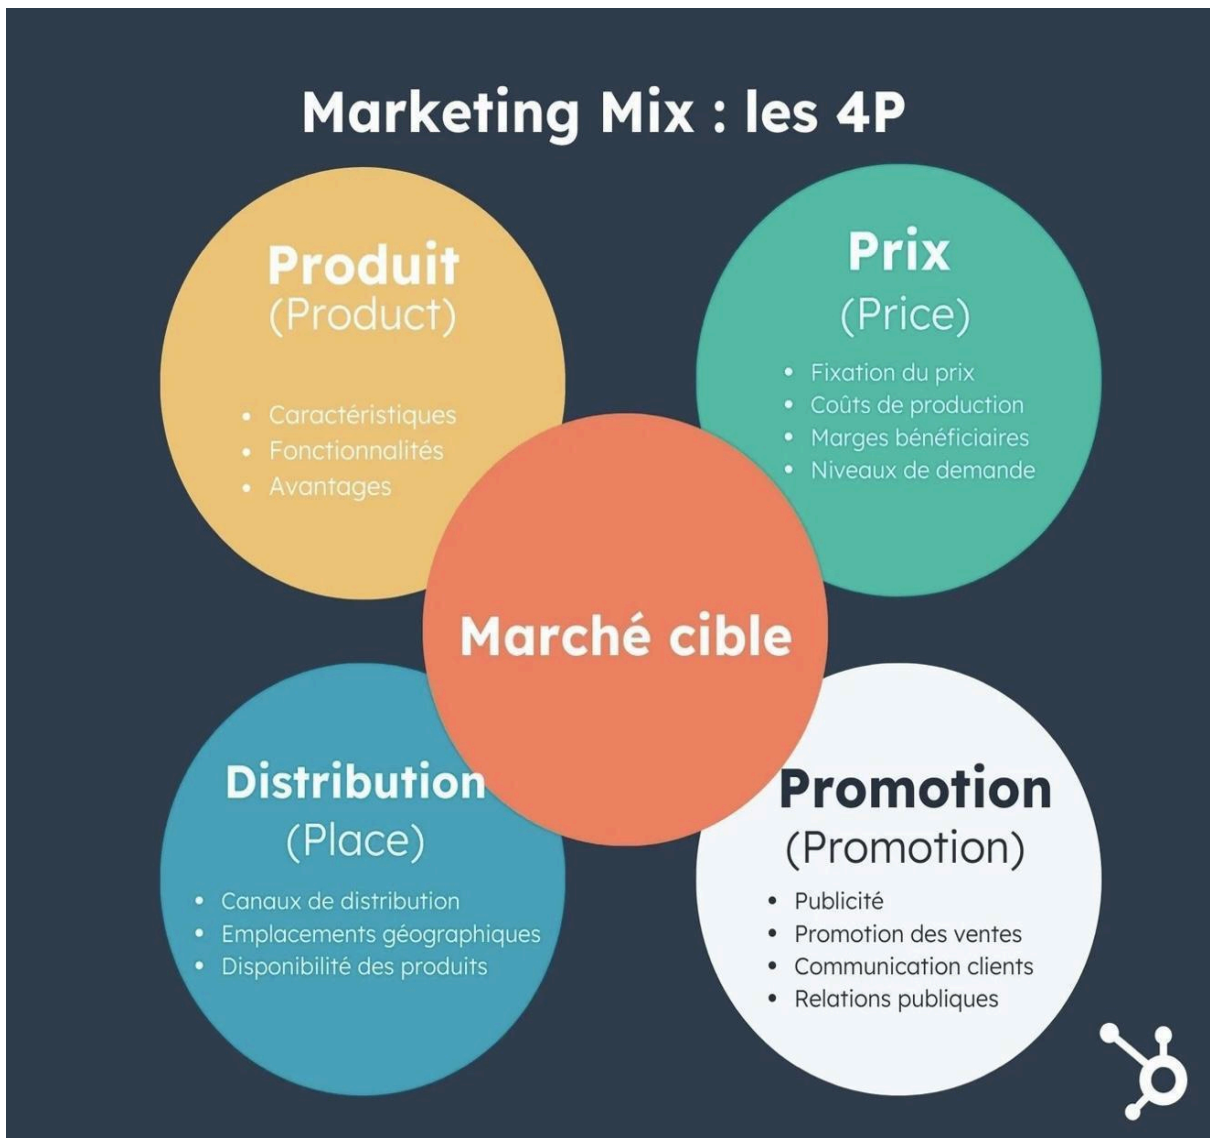 Marketing Mix : les 4P
Produit
(Product)
• Caractéristiques
• Fonctionnalités
• Avantages
Prix
(Price)
• Fixation du prix
• Coûts de production
• Marges bénéficiaires
• Niveaux de demande
Marché cible
Distribution
(Place)
• Canaux de distribution
• Emplacements géographiques
• Disponibilité des produits
Promotion
(Promotion)
• Publicité
• Promotion des ventes
• Communication clients
• Relations publiques